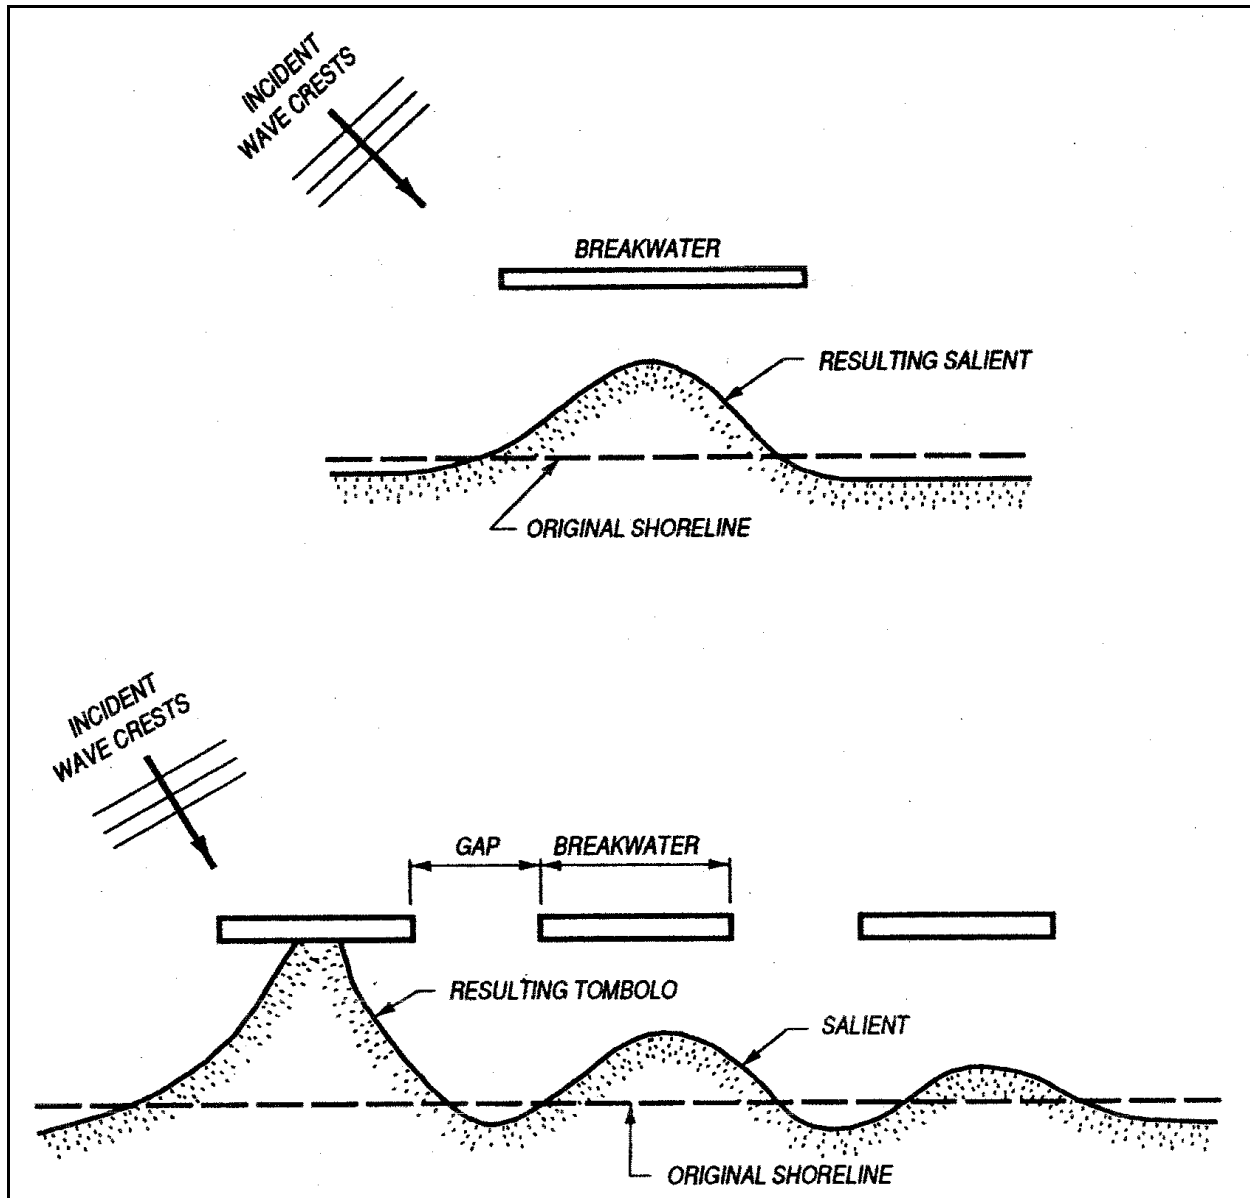 INCIDENT
WAVE CRESTS
BREAKWATER
RESULTING SALIENT
ORIGINAL SHORELINE
INCIDENT
WAVE CRESTS
GAP
BREAKWATER
RESULTING TOMBOLO
SALIENT
ORIGINAL SHORELINE